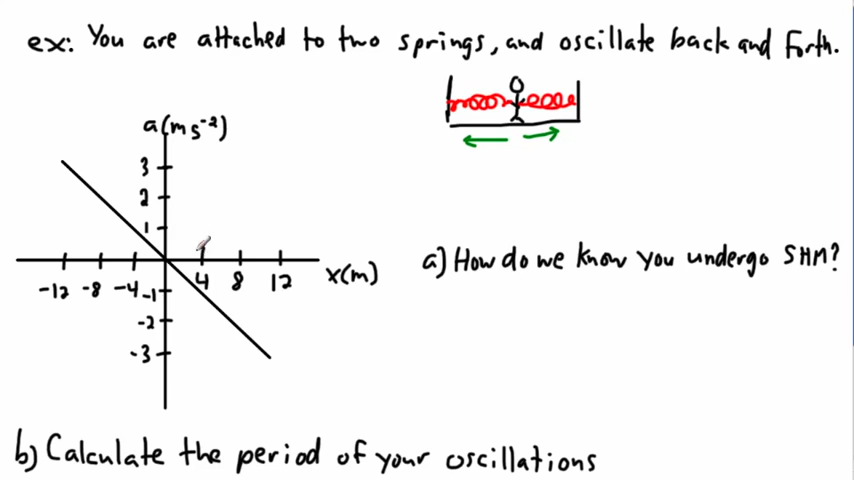 ex: You are attached to two springs, and oscillate back and forth.
a(ms⁻²)
3
2
1
-12 -8 -4 -1 4 8 12 x(m)
-2
-3
a) How do we know you undergo SHM?
b) Calculate the period of your oscillations